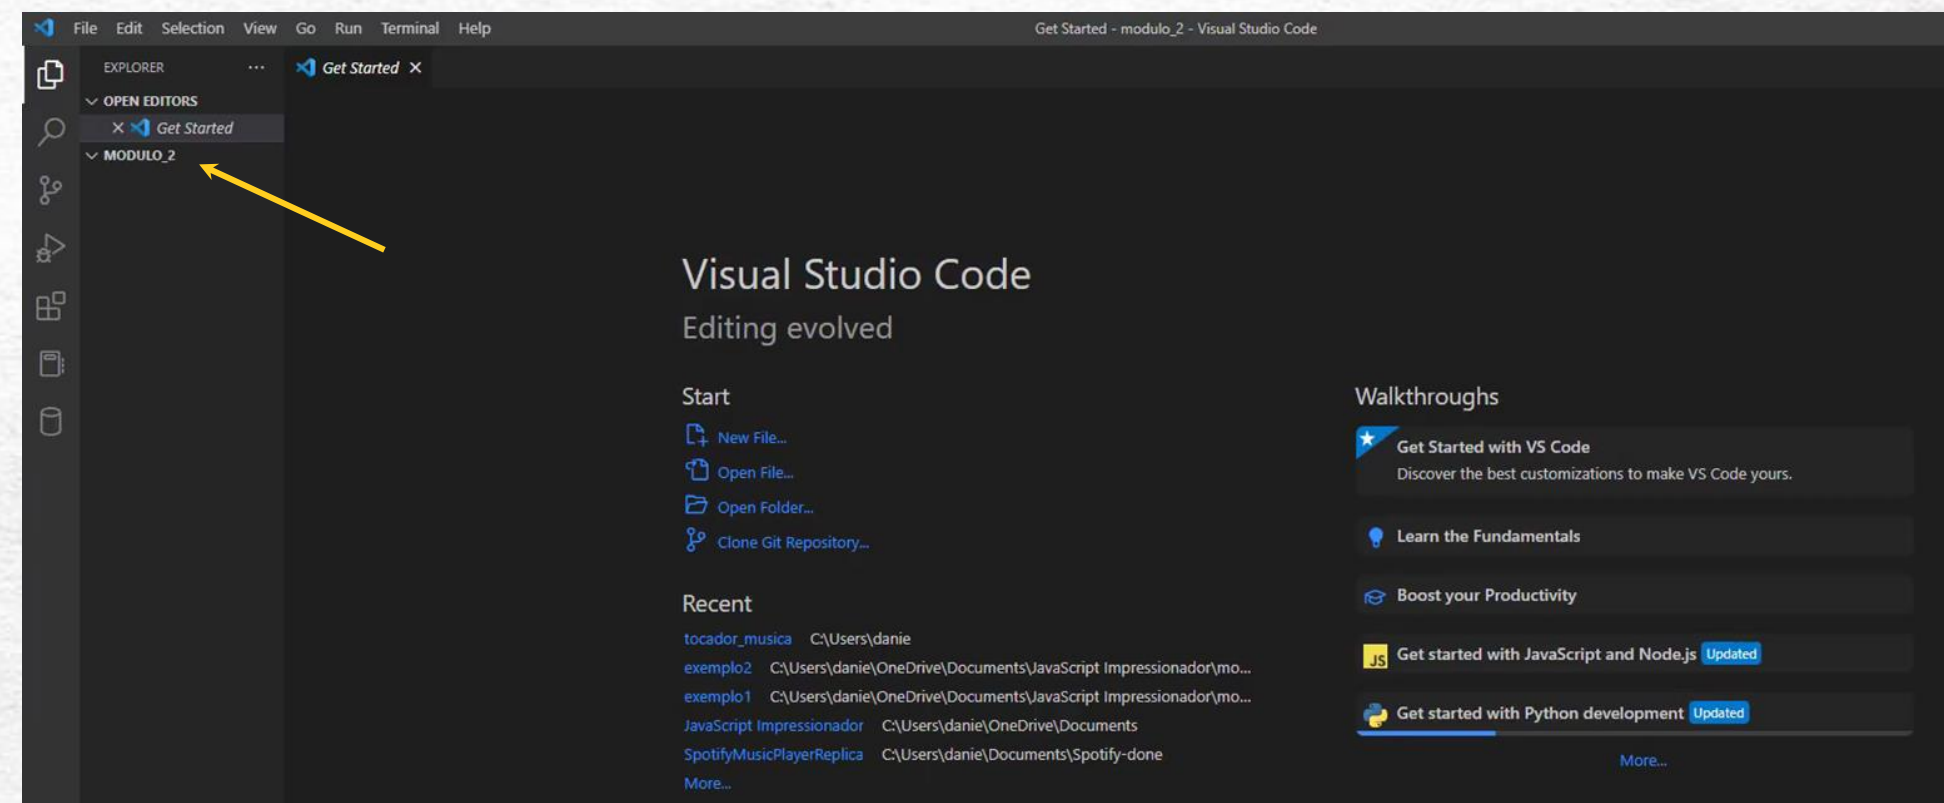 File Edit Selection View Go Run Terminal Help
Get Started - modulo_2 - Visual Studio Code
EXPLORER ...
Get Started
OPEN EDITORS
Get Started
MODULO_2
Visual Studio Code
Editing evolved
Start
New File...
Open File...
Open Folder...
Clone Git Repository...
Recent
tocador_musica C:\Users\danie
exemplo2 C:\Users\danie\OneDrive\Documents\JavaScript Impressionador\mo...
exemplo1 C:\Users\danie\OneDrive\Documents\JavaScript Impressionador\mo...
JavaScript Impressionador C:\Users\danie\OneDrive\Documents
SpotifyMusicPlayerReplica C:\Users\danie\Documents\Spotify-done
More...
Walkthroughs
Get Started with VS Code
Discover the best customizations to make VS Code yours.
Learn the Fundamentals
Boost your Productivity
JS Get started with JavaScript and Node.js Updated
Get started with Python development Updated
More...